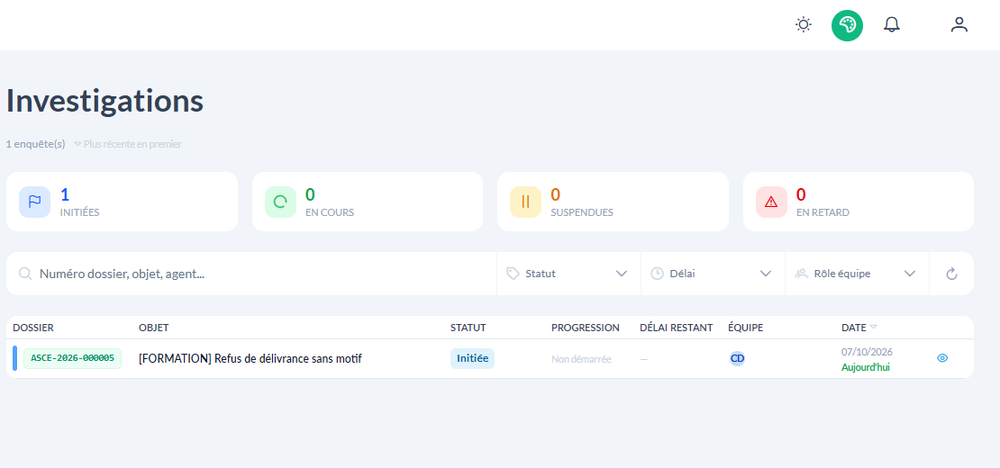 Investigations
1 enquête(s) Plus récente en premier
1
INITIÉES
0
EN COURS
0
SUSPENDUES
0
EN RETARD
Numéro dossier, objet, agent... Statut Délai Rôle équipe
DOSSIER OBJET STATUT PROGRESSION DÉLAI RESTANT ÉQUIPE DATE
ASCE-2026-000005 [FORMATION] Refus de délivrance sans motif Initiée Non démarrée — CD 07/10/2026
Aujourd'hui